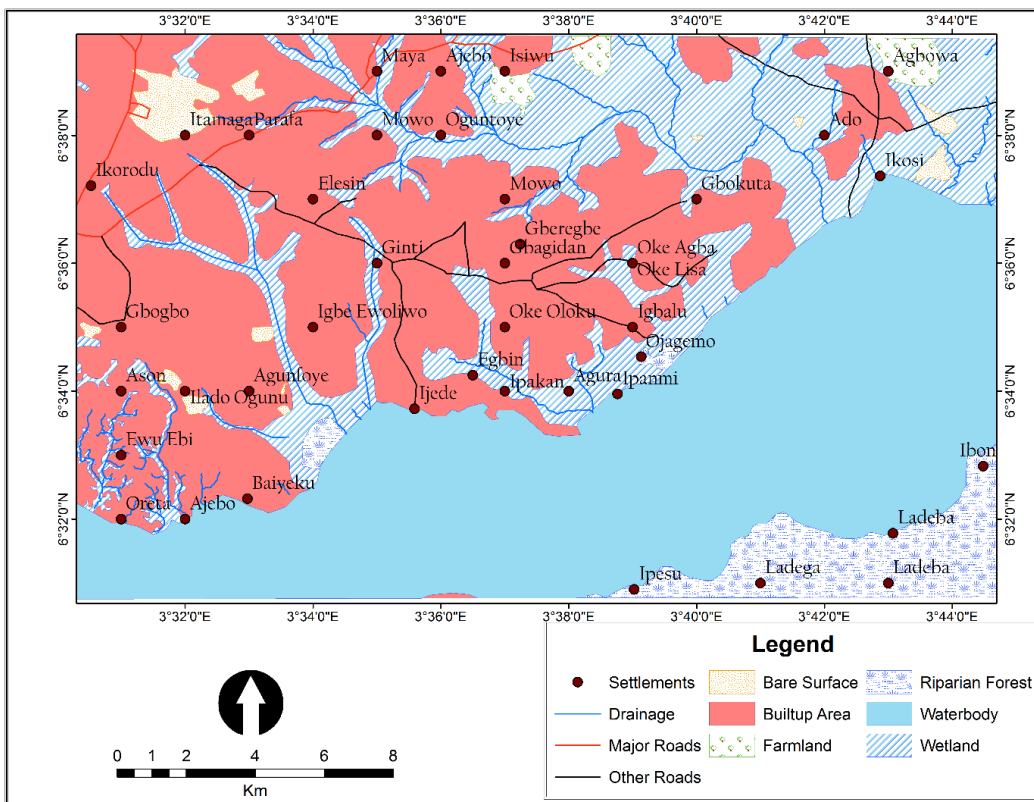 3°32'0"E 3°34'0"E 3°36'0"E 3°38'0"E 3°40'0"E 3°42'0"E 3°44'0"E
Maya Ajebo Isiwu Agbowa
6°38'0"N Itamaga Parafa Mowo Oguntoye Ado 6°38'0"N
Ikorodu Elesin Mowo Gbokuta Ikosi
Gberegbe
6°36'0"N Ginti Gbagidan Oke Agba 6°36'0"N
Oke Lisa
Gbogbo Igbe Ewoliwo Oke Oloku Igbalu
Ojagemo
Egbin
6°34'0"N Ason Agunfoye Ijede Ipakan Agura Ipanmi 6°34'0"N
Ilado Ogunu
Ewu Ebi Ibon
Baiyeku
6°32'0"N Oreta Ajebo Ladeba 6°32'0"N
Ipesu Ladega Ladeba
3°32'0"E 3°34'0"E 3°36'0"E 3°38'0"E 3°40'0"E 3°42'0"E 3°44'0"E
Legend
Settlements Bare Surface Riparian Forest
Drainage Builtup Area Waterbody
Major Roads Farmland Wetland
Other Roads
0 1 2 4 6 8
Km